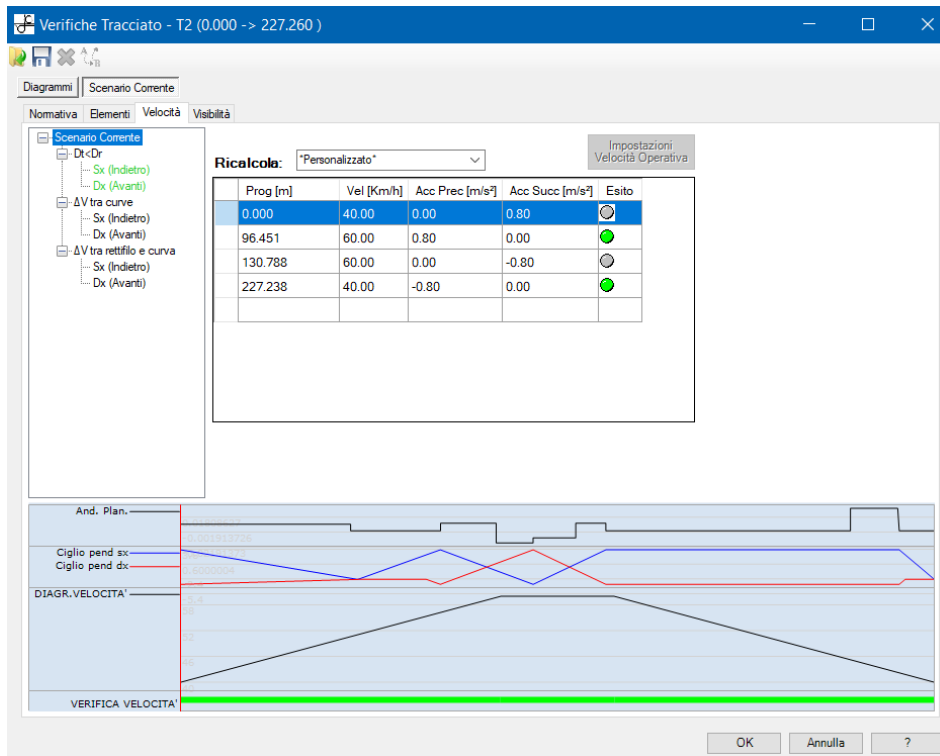 Verifiche Tracciato - T2 (0.000 -> 227.260 )
Diagrammi Scenario Corrente
Normativa Elementi Velocità Visibilità
Scenario Corrente
Dt<Dr
Sx (Indietro)
Dx (Avanti)
ΔV tra curve
Sx (Indietro)
Dx (Avanti)
ΔV tra rettifilo e curva
Sx (Indietro)
Dx (Avanti)
Ricalcola: "Personalizzato"
Impostazioni
Velocità Operativa
Prog [m] Vel [Km/h] Acc Prec [m/s²] Acc Succ [m/s²] Esito
0.000 40.00 0.00 0.80
96.451 60.00 0.80 0.00
130.788 60.00 0.00 -0.80
227.238 40.00 -0.80 0.00
And. Plan.
-0.001913726
Ciglio pend sx
Ciglio pend dx
DIAGR.VELOCITA'
-5.4
58
52
46
VERIFICA VELOCITA'
OK Annulla ?